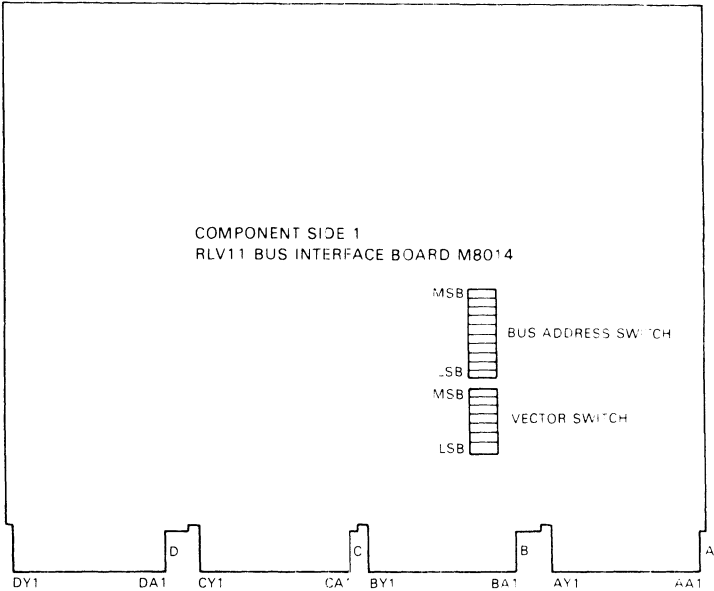 COMPONENT SIDE 1
RLV11 BUS INTERFACE BOARD M8014
MSB
BUS ADDRESS SWITCH
LSB
MSB
VECTOR SWITCH
LSB
D
C
B
A
DY1 DA1 CY1 CA1 BY1 BA1 AY1 AA1